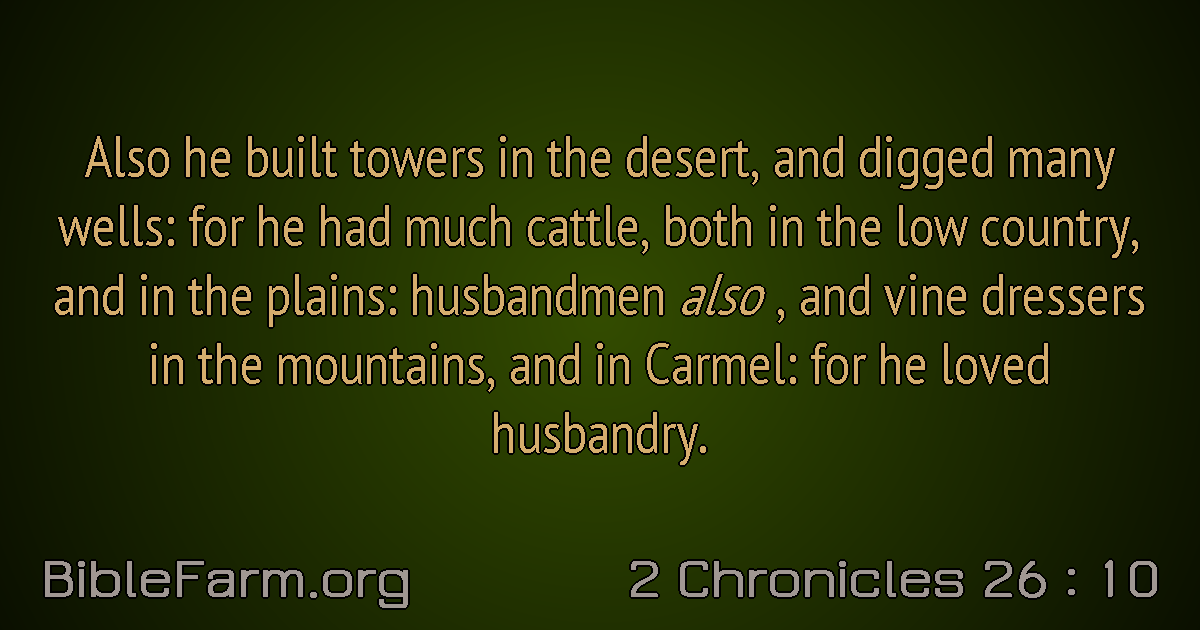 Also he built towers in the desert, and digged many
wells: for he had much cattle, both in the low country,
and in the plains: husbandmen also , and vine dressers
in the mountains, and in Carmel: for he loved
husbandry.
BibleFarm.org
2 Chronicles 26 : 10